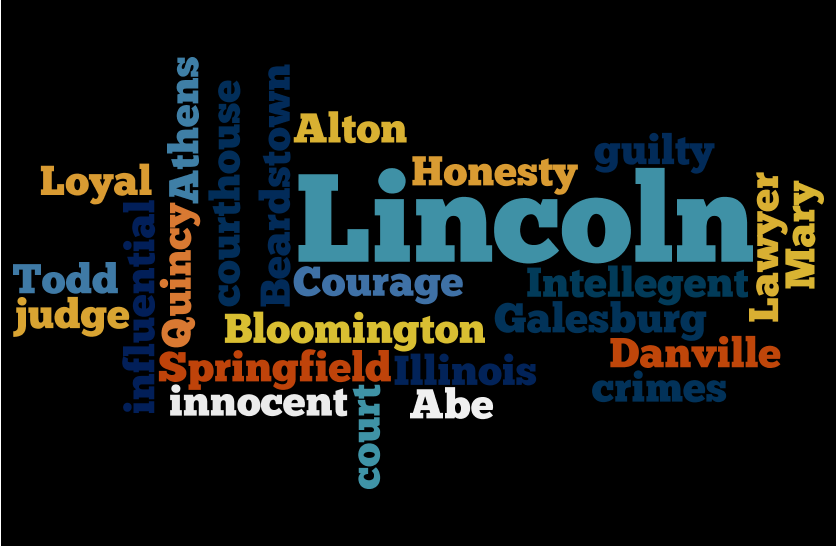 Athens
courthouse
Beardstown
Alton
guilty
Honesty
Loyal
Lincoln
Lawyer
Mary
influential
Quincy
Todd
Courage
Intellegent
judge
Galesburg
Bloomington
Danville
Springfield
Illinois
crimes
innocent
Abe
court